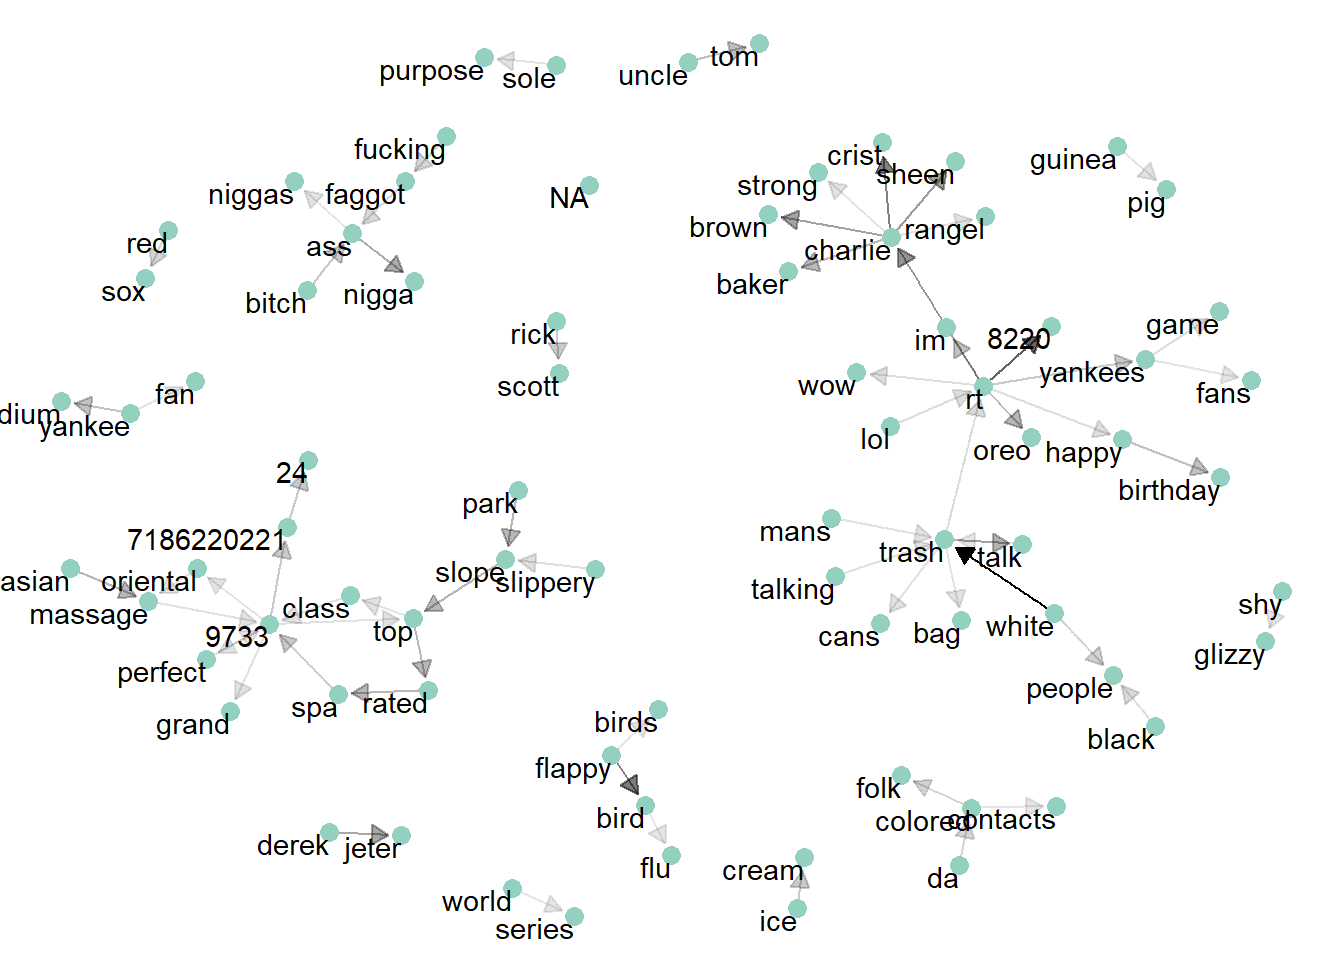 purpose
sole
uncle
tom
fucking
niggas
faggot
NA
ass
bitch
nigga
red
sox
crist
sheen
strong
brown
charlie
rangel
baker
guinea
pig
rick
scott
im
8220
game
yankees
fans
wow
rt
lol
oreo
happy
birthday
dium
yankee
fan
24
park
7186220221
asian
oriental
massage
slope
slippery
class
9733
top
perfect
grand
spa
rated
mans
trash
talk
talking
cans
bag
white
people
black
shy
glizzy
birds
flappy
bird
flu
folk
colored
contacts
da
derek
jeter
cream
ice
world
series